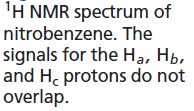 ¹H NMR spectrum of
nitrobenzene. The
signals for the Hₐ, H_b,
and H_c protons do not
overlap.